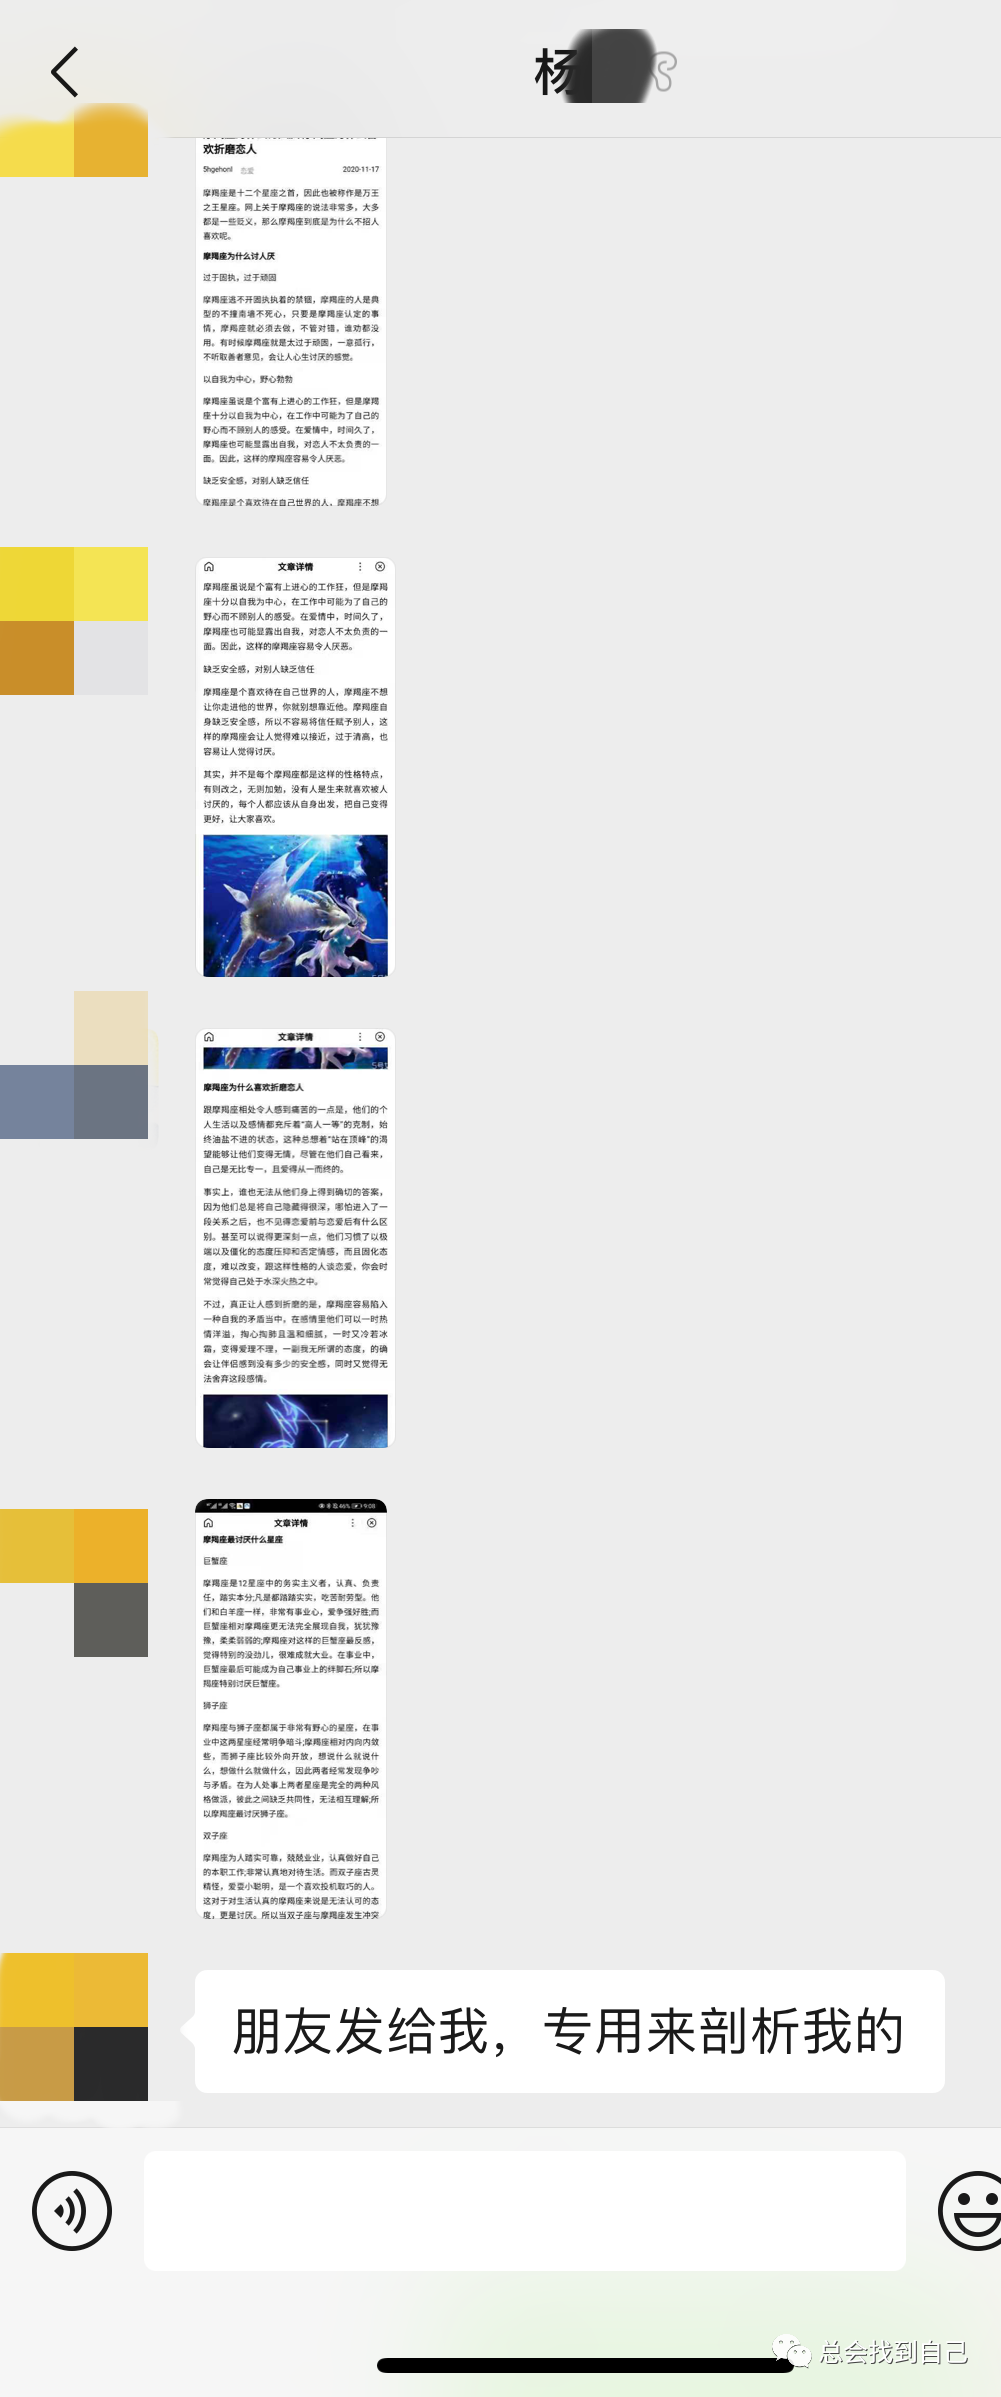 杨
欢折磨恋人
5hgehonl 恋爱 2020-11-17
摩羯座是十二个星座之首，因此也被称作是万王
之王星座。网上关于摩羯座的说法非常多，大多
都是一些贬义，那么摩羯座到底是为什么不招人
喜欢呢。
摩羯座为什么讨人厌
过于固执，过于顽固
摩羯座逃不开固执执着的禁锢，摩羯座的人是典
型的不撞南墙不死心，只要是摩羯座认定的事
情，摩羯座就必须去做，不管对错，谁劝都没
用。有时候摩羯座就是太过于顽固，一意孤行，
不听取善者意见，会让人心生讨厌的感觉。
以自我为中心，野心勃勃
摩羯座虽说是个富有上进心的工作狂，但是摩羯
座十分以自我为中心，在工作中可能为了自己的
野心而不顾别人的感受。在爱情中，时间久了，
摩羯座也可能显露出自我，对恋人不太负责的一
面。因此，这样的摩羯座容易令人厌恶。
缺乏安全感，对别人缺乏信任
摩羯座是个喜欢待在自己世界的人，摩羯座不想
文章详情
摩羯座虽说是个富有上进心的工作狂，但是摩羯
座十分以自我为中心，在工作中可能为了自己的
野心而不顾别人的感受。在爱情中，时间久了，
摩羯座也可能显露出自我，对恋人不太负责的一
面。因此，这样的摩羯座容易令人厌恶。
缺乏安全感，对别人缺乏信任
摩羯座是个喜欢待在自己世界的人，摩羯座不想
让你走进他的世界，你就别想靠近他。摩羯座自
身缺乏安全感，所以不容易将信任赋予别人，这
样的摩羯座会让人觉得难以接近，过于清高，也
容易让人觉得讨厌。
其实，并不是每个摩羯座都是这样的性格特点，
有则改之，无则加勉，没有人是生来就喜欢被人
讨厌的，每个人都应该从自身出发，把自己变得
更好，让大家喜欢。
文章详情
摩羯座为什么喜欢折磨恋人
跟摩羯座相处令人感到痛苦的一点是，他们的个
人生活以及感情都充斥着“高人一等”的克制，始
终油盐不进的状态，这种总想着“站在顶峰”的渴
望能够让他们变得无情，尽管在他们自己看来，
自己是无比专一，且爱得从一而终的。
事实上，谁也无法从他们身上得到确切的答案，
因为他们总是将自己隐藏得很深，哪怕进入了一
段关系之后，也不见得恋爱前与恋爱后有什么区
别。甚至可以说得更深刻一点，他们习惯了以极
端以及僵化的态度压抑和否定情感，而且固化态
度，难以改变，跟这样性格的人谈恋爱，你会时
常觉得自己处于水深火热之中。
不过，真正让人感到折磨的是，摩羯座容易陷入
一种自我的矛盾当中，在感情里他们可以一时热
情洋溢，掏心掏肺且温和细腻，一时又冷若冰
霜，变得爱理不理，一副我无所谓的态度，的确
会让伴侣感到没有多少的安全感，同时又觉得无
法舍弃这段感情。
46% 9:08
文章详情
摩羯座最讨厌什么星座
巨蟹座
摩羯座是12星座中的务实主义者，认真、负责
任，踏实本分;凡是都踏踏实实，吃苦耐劳型。他
们和白羊座一样，非常有事业心，爱争强好胜;而
巨蟹座相对摩羯座更无法完全展现自我，犹犹豫
豫，柔柔弱弱的;摩羯座对这样的巨蟹座最反感，
觉得特别的没劲儿，很难成就大业。在事业中，
巨蟹座最后可能成为自己事业上的绊脚石;所以摩
羯座特别讨厌巨蟹座。
狮子座
摩羯座与狮子座都属于非常有野心的星座，在事
业中这两星座经常明争暗斗;摩羯座相对内向内敛
些，而狮子座比较外向开放，想说什么就说什
么，想做什么就做什么，因此两者经常发现争吵
与矛盾。在为人处事上两者星座是完全的两种风
格做派，彼此之间缺乏共同性，无法相互理解;所
以摩羯座最讨厌狮子座。
双子座
摩羯座为人踏实可靠，兢兢业业，认真做好自己
的本职工作;非常认真地对待生活。而双子座古灵
精怪，爱耍小聪明，是一个喜欢投机取巧的人。
这对于对生活认真的摩羯座来说是无法认可的态
度，更是讨厌。所以当双子座与摩羯座发生冲突
朋友发给我，专用来剖析我的
总会找到自己